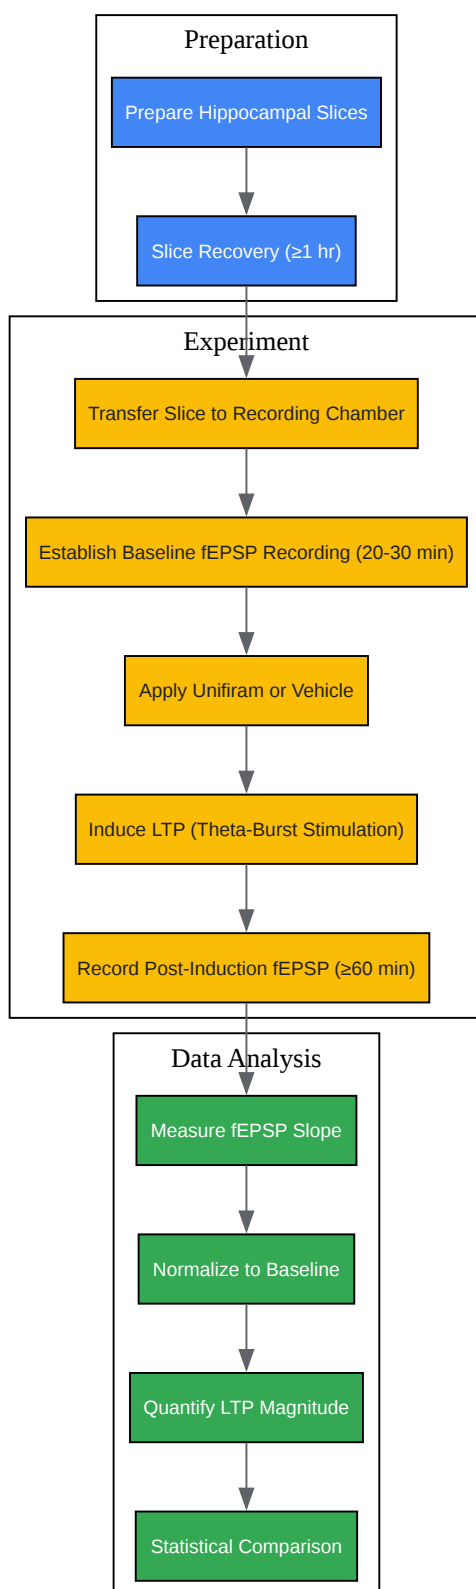 Preparation
Prepare Hippocampal Slices
Slice Recovery (≥1 hr)
Experiment
Transfer Slice to Recording Chamber
Establish Baseline fEPSP Recording (20-30 min)
Apply Unifiram or Vehicle
Induce LTP (Theta-Burst Stimulation)
Record Post-Induction fEPSP (≥60 min)
Data Analysis
Measure fEPSP Slope
Normalize to Baseline
Quantify LTP Magnitude
Statistical Comparison